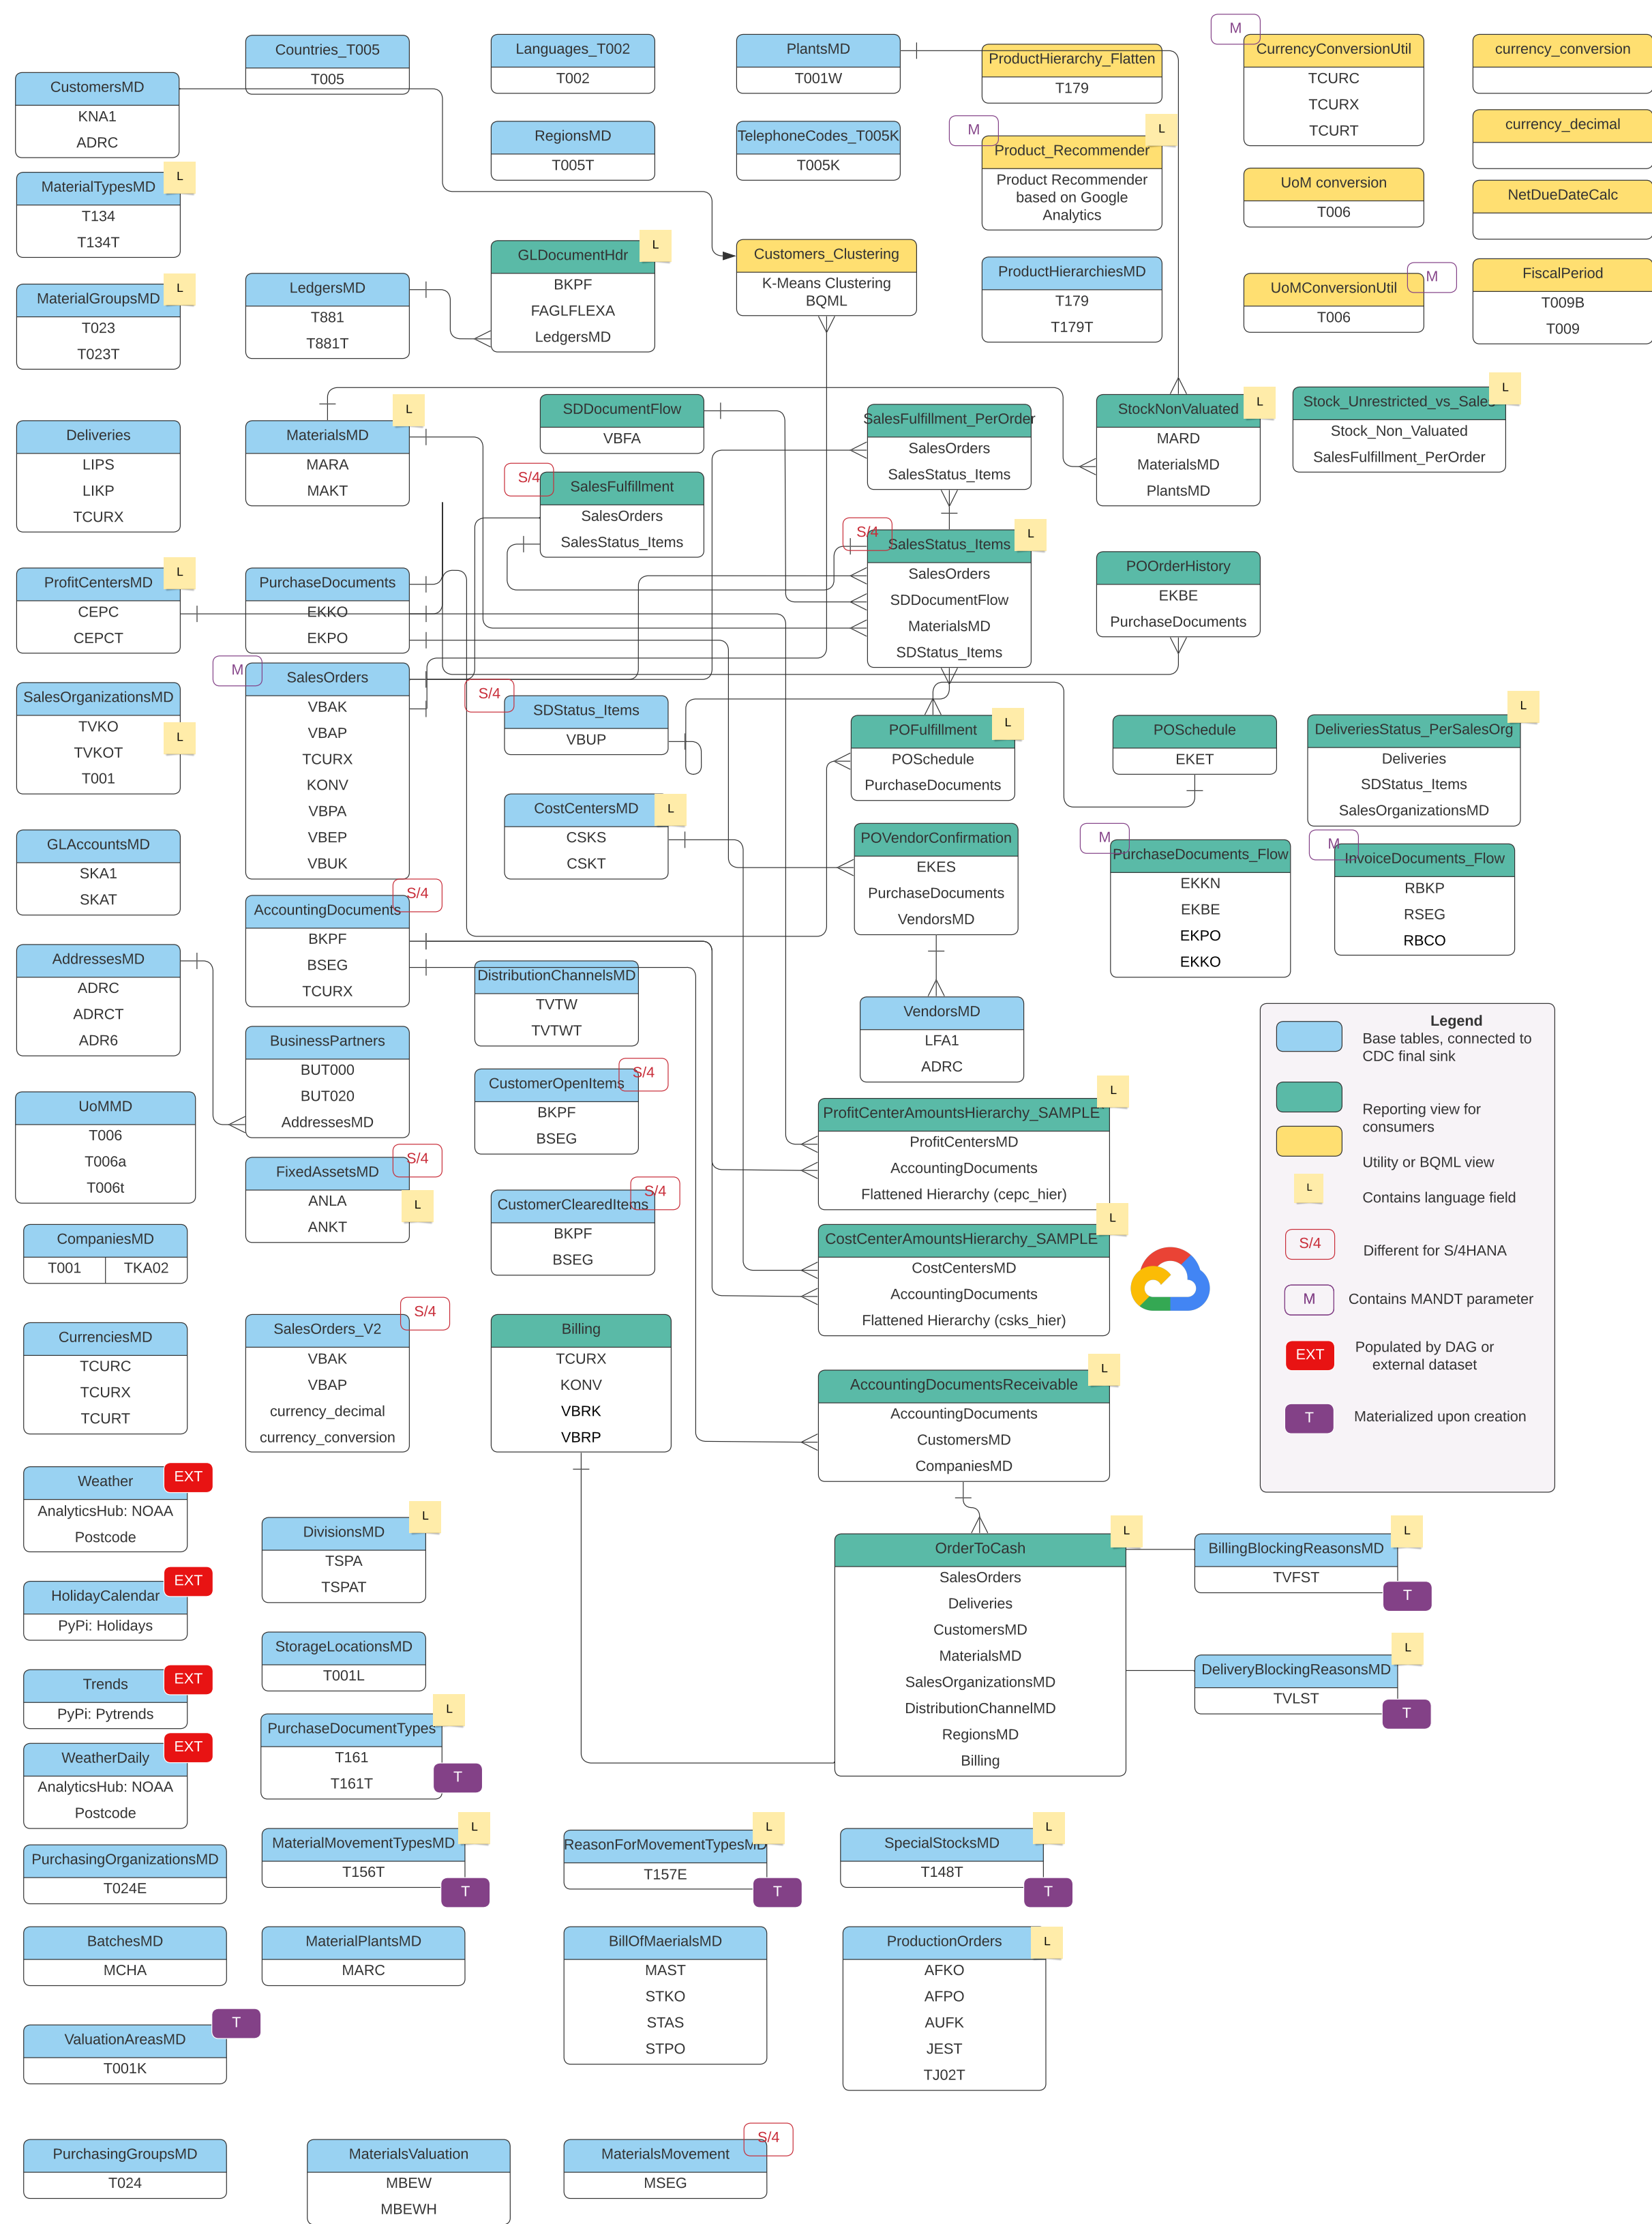 CustomersMD
KNA1
ADRC
Countries_T005
T005
Languages_T002
T002
PlantsMD
T001W
ProductHierarchy_Flatten
T179
M
CurrencyConversionUtil
TCURC
TCURX
TCURT
currency_conversion
RegionsMD
T005T
TelephoneCodes_T005K
T005K
M
L
Product_Recommender
Product Recommender
based on Google
Analytics
currency_decimal
UoM conversion
T006
NetDueDateCalc
MaterialTypesMD
L
T134
T134T
MaterialGroupsMD
L
T023
T023T
LedgersMD
T881
T881T
GLDocumentHdr
L
BKPF
FAGLFLEXA
LedgersMD
Customers_Clustering
K-Means Clustering
BQML
ProductHierarchiesMD
T179
T179T
UoMConversionUtil
M
T006
FiscalPeriod
T009B
T009
Deliveries
LIPS
LIKP
TCURX
MaterialsMD
L
MARA
MAKT
SDDocumentFlow
VBFA
S/4
SalesFulfillment
SalesOrders
SalesStatus_Items
SalesFulfillment_PerOrder
SalesOrders
SalesStatus_Items
StockNonValuated
L
MARD
MaterialsMD
PlantsMD
Stock_Unrestricted_vs_Sales
L
Stock_Non_Valuated
SalesFulfillment_PerOrder
S/4
SalesStatus_Items
L
SalesOrders
SDDocumentFlow
MaterialsMD
SDStatus_Items
POOrderHistory
EKBE
PurchaseDocuments
ProfitCentersMD
L
CEPC
CEPCT
PurchaseDocuments
EKKO
EKPO
M
SalesOrders
VBAK
VBAP
TCURX
KONV
VBPA
VBEP
VBUK
SalesOrganizationsMD
TVKO
TVKOT
T001
L
S/4
SDStatus_Items
VBUP
POFulfillment
L
POSchedule
PurchaseDocuments
POSchedule
EKET
DeliveriesStatus_PerSalesOrg
L
Deliveries
SDStatus_Items
SalesOrganizationsMD
CostCentersMD
L
CSKS
CSKT
POVendorConfirmation
EKES
PurchaseDocuments
VendorsMD
M
PurchaseDocuments_Flow
EKKN
EKBE
EKPO
EKKO
M
InvoiceDocuments_Flow
RBKP
RSEG
RBCO
GLAccountsMD
SKA1
SKAT
AccountingDocuments
S/4
BKPF
BSEG
TCURX
AddressesMD
ADRC
ADRCT
ADR6
DistributionChannelsMD
TVTW
TVTWT
VendorsMD
LFA1
ADRC
BusinessPartners
BUT000
BUT020
AddressesMD
CustomerOpenItems
S/4
BKPF
BSEG
UoMMD
T006
T006a
T006t
FixedAssetsMD
S/4
L
ANLA
ANKT
CustomerClearedItems
S/4
BKPF
BSEG
ProfitCenterAmountsHierarchy_SAMPLE
L
ProfitCentersMD
AccountingDocuments
Flattened Hierarchy (cepc_hier)
CostCenterAmountsHierarchy_SAMPLE
L
CostCentersMD
AccountingDocuments
Flattened Hierarchy (csks_hier)
Legend
Base tables, connected to
CDC final sink
Reporting view for
consumers
Utility or BQML view
L
Contains language field
S/4
Different for S/4HANA
M
Contains MANDT parameter
EXT
Populated by DAG or
external dataset
T
Materialized upon creation
CompaniesMD
T001
TKA02
CurrenciesMD
TCURC
TCURX
TCURT
SalesOrders_V2
S/4
VBAK
VBAP
currency_decimal
currency_conversion
Billing
TCURX
KONV
VBRK
VBRP
AccountingDocumentsReceivable
L
AccountingDocuments
CustomersMD
CompaniesMD
Weather
EXT
AnalyticsHub: NOAA
Postcode
DivisionsMD
L
TSPA
TSPAT
OrderToCash
L
SalesOrders
Deliveries
CustomersMD
MaterialsMD
SalesOrganizationsMD
DistributionChannelMD
RegionsMD
Billing
BillingBlockingReasonsMD
L
TVFST
T
HolidayCalendar
EXT
PyPi: Holidays
StorageLocationsMD
T001L
DeliveryBlockingReasonsMD
L
TVLST
T
Trends
EXT
PyPi: Pytrends
PurchaseDocumentTypes
L
T161
T161T
T
WeatherDaily
EXT
AnalyticsHub: NOAA
Postcode
PurchasingOrganizationsMD
T024E
MaterialMovementTypesMD
L
T156T
T
ReasonForMovementTypesMD
L
T157E
T
SpecialStocksMD
L
T148T
T
BatchesMD
MCHA
MaterialPlantsMD
MARC
BillOfMaerialsMD
MAST
STKO
STAS
STPO
ProductionOrders
L
AFKO
AFPO
AUFK
JEST
TJ02T
ValuationAreasMD
T
T001K
PurchasingGroupsMD
T024
MaterialsValuation
MBEW
MBEWH
MaterialsMovement
S/4
MSEG